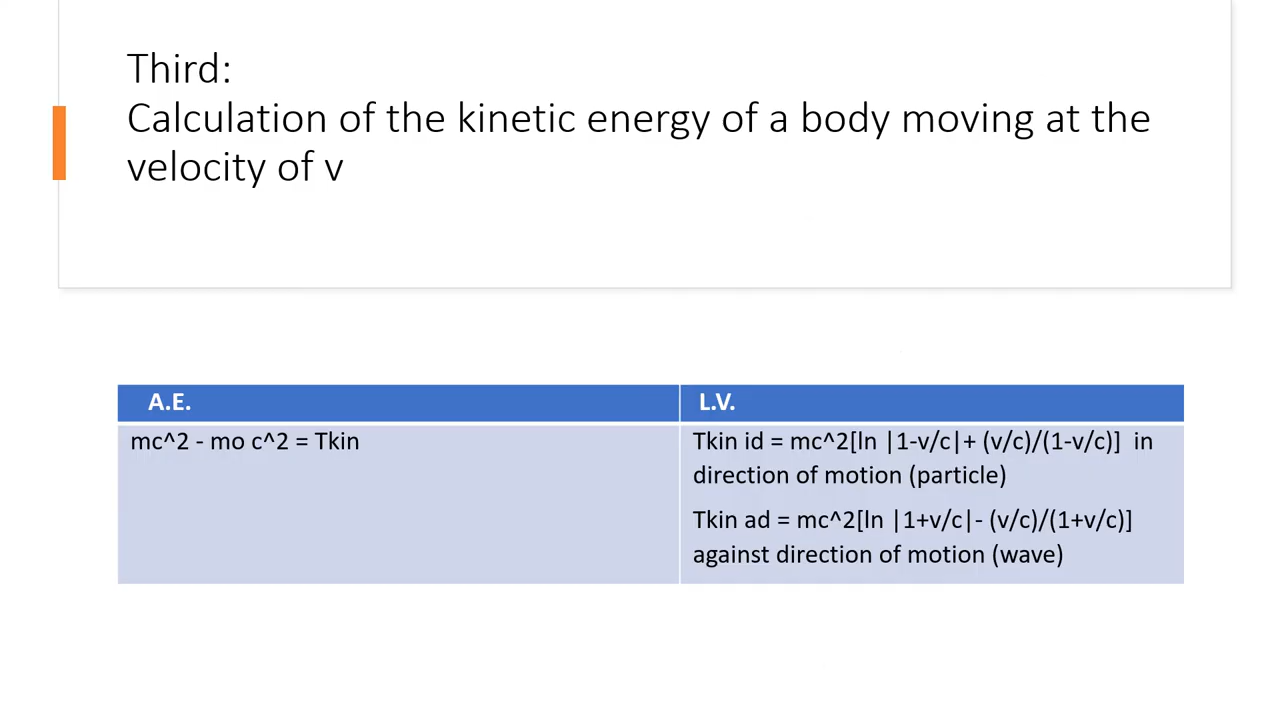 Third:
Calculation of the kinetic energy of a body moving at the
velocity of v
A.E.
L.V.
mc^2 - mo c^2 = Tkin
Tkin id = mc^2[ln |1-v/c|+ (v/c)/(1-v/c)]  in
direction of motion (particle)
Tkin ad = mc^2[ln |1+v/c|- (v/c)/(1+v/c)]
against direction of motion (wave)